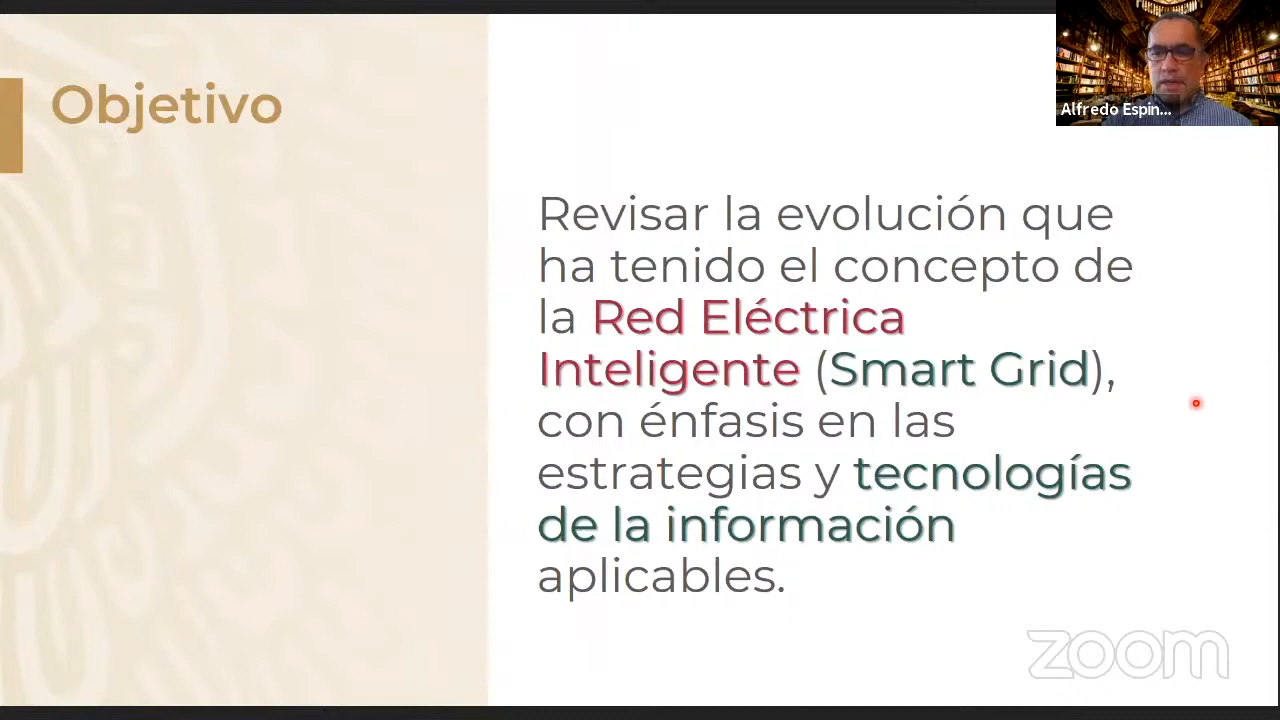 Objetivo
Alfredo Espin...
Revisar la evolución que
ha tenido el concepto de
la Red Eléctrica
Inteligente (Smart Grid),
con énfasis en las
estrategias y tecnologías
de la información
aplicables.
zoom